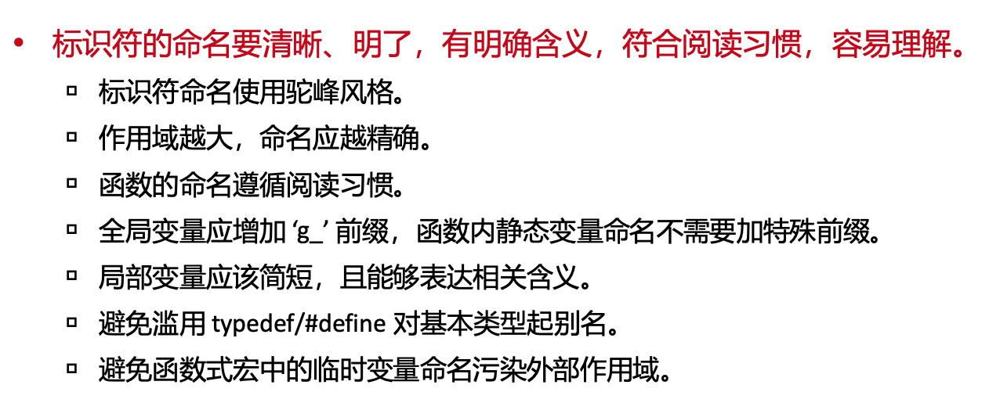 • 标识符的命名要清晰、明了，有明确含义，符合阅读习惯，容易理解。
▫ 标识符命名使用驼峰风格。
▫ 作用域越大，命名应越精确。
▫ 函数的命名遵循阅读习惯。
▫ 全局变量应增加 ‘g_’ 前缀，函数内静态变量命名不需要加特殊前缀。
▫ 局部变量应该简短，且能够表达相关含义。
▫ 避免滥用 typedef/#define 对基本类型起别名。
▫ 避免函数式宏中的临时变量命名污染外部作用域。